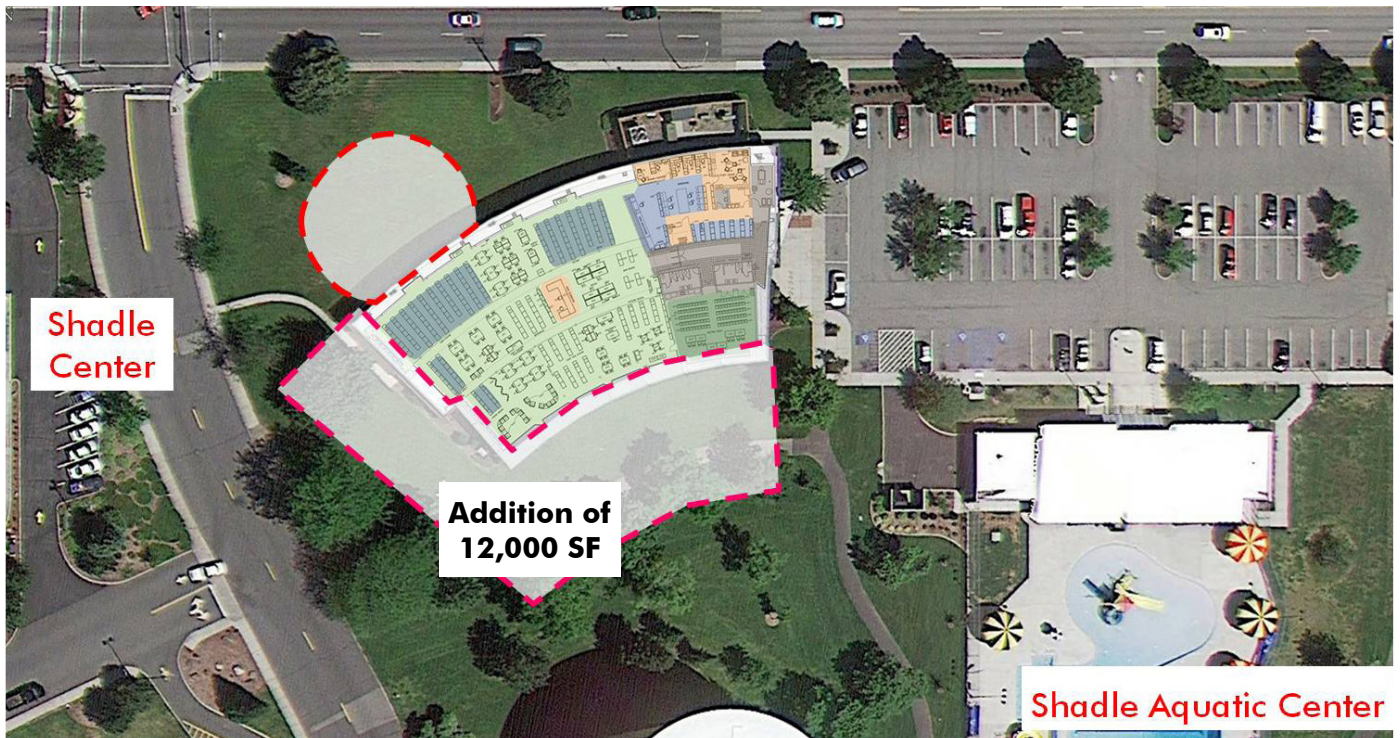 Shadle
Center
Addition of
12,000 SF
Shadle Aquatic Center